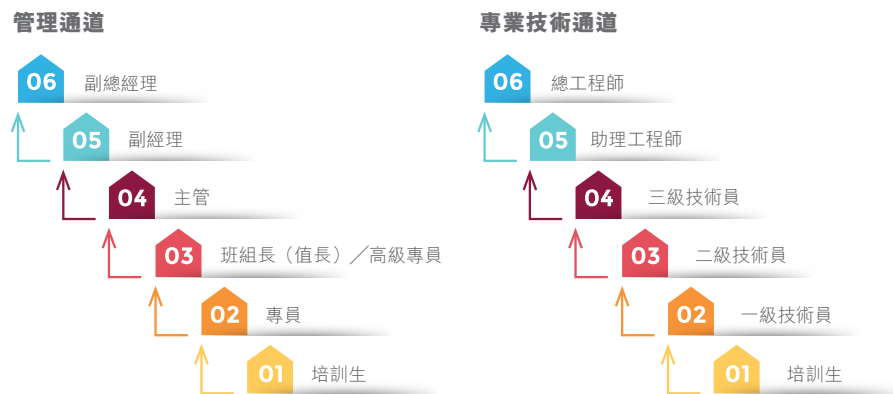 管理通道
06 副總經理
05 副經理
04 主管
03 班組長（值長）／高級專員
02 專員
01 培訓生
專業技術通道
06 總工程師
05 助理工程師
04 三級技術員
03 二級技術員
02 一級技術員
01 培訓生